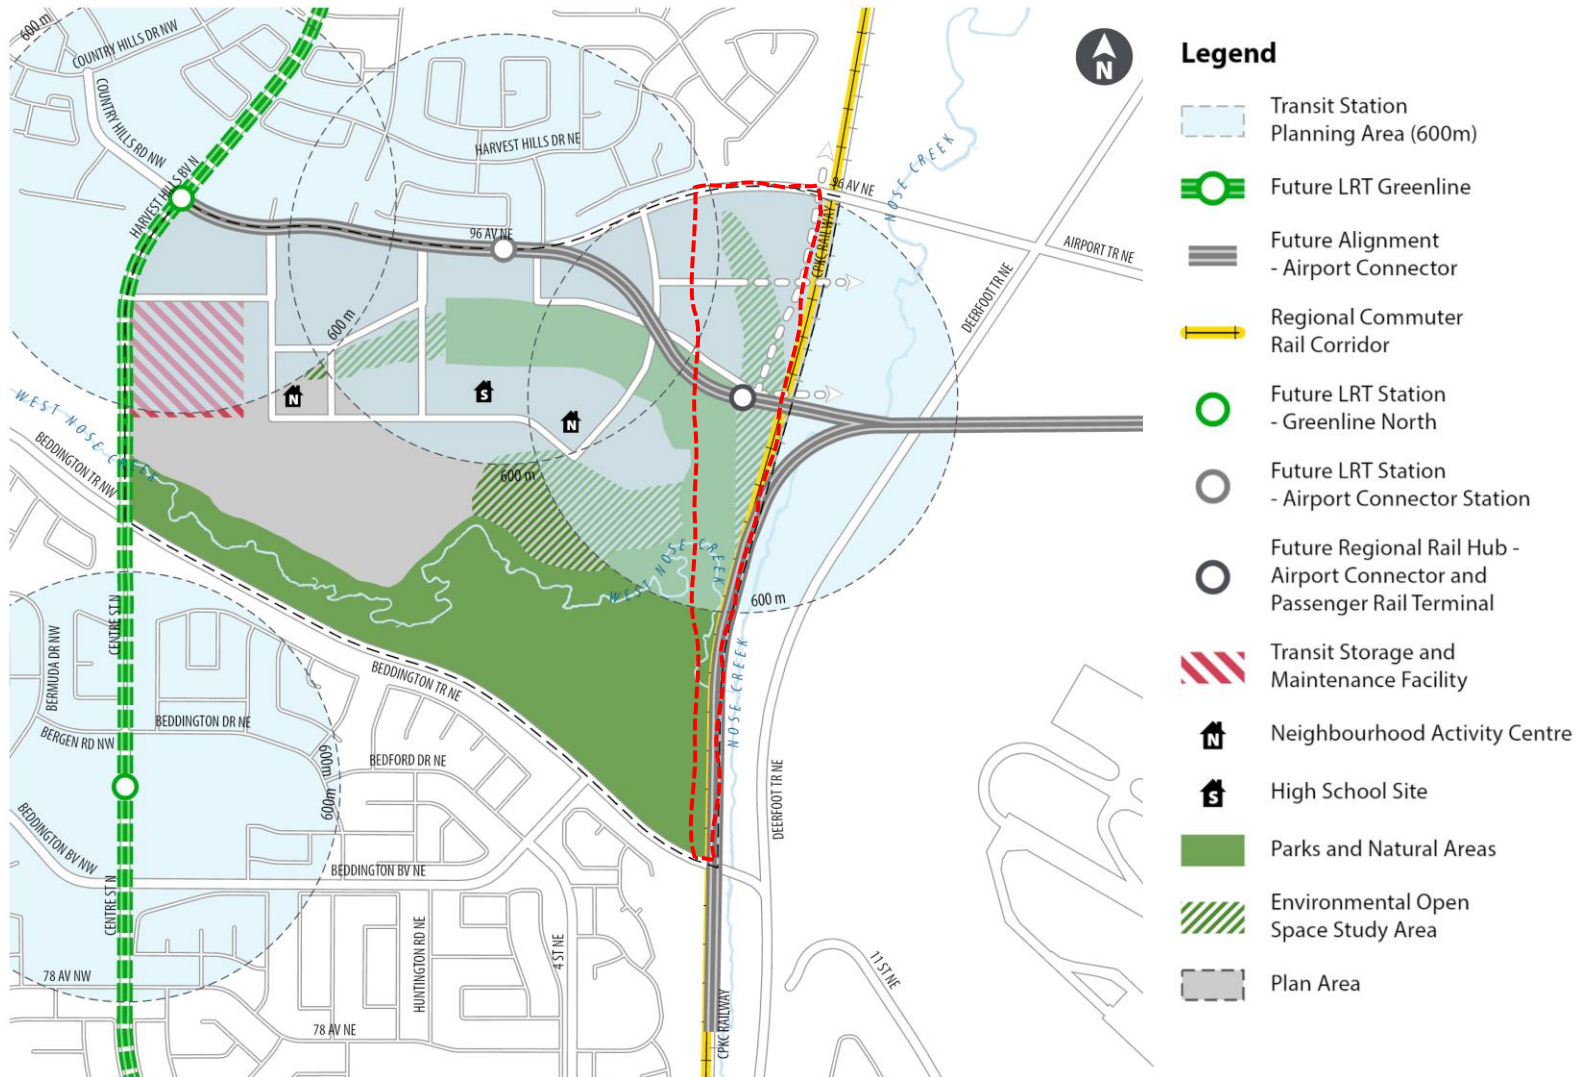 600 m
COUNTRY HILLS DR NW
COUNTRY HILLS RD NW
HARVEST HILLS BV N
HARVEST HILLS DR NE
96 AV NE
96 AV NE
CPKC RAILWAY
NOSE CREEK
AIRPORT TR NE
DEERFOOT TR NE
N
600 m
N
S
N
WEST NOSE CREEK
BEDDINGTON TR NW
600 m
WEST NOSE CREEK
600 m
NOSE CREEK
CENTRE ST N
BERMUDA DR NW
BEDDINGTON TR NE
BEDDINGTON DR NE
BERGEN RD NW
600m
600m
BEDFORD DR NE
DEERFOOT TR NE
BEDDINGTON BV NW
BEDDINGTON BV NE
CENTRE ST N
HUNTINGTON RD NE
4 ST NE
11 ST NE
78 AV NW
78 AV NE
CPKC RAILWAY
Legend
Transit Station
Planning Area (600m)
Future LRT Greenline
Future Alignment
- Airport Connector
Regional Commuter
Rail Corridor
Future LRT Station
- Greenline North
Future LRT Station
- Airport Connector Station
Future Regional Rail Hub -
Airport Connector and
Passenger Rail Terminal
Transit Storage and
Maintenance Facility
N
Neighbourhood Activity Centre
S
High School Site
Parks and Natural Areas
Environmental Open
Space Study Area
Plan Area